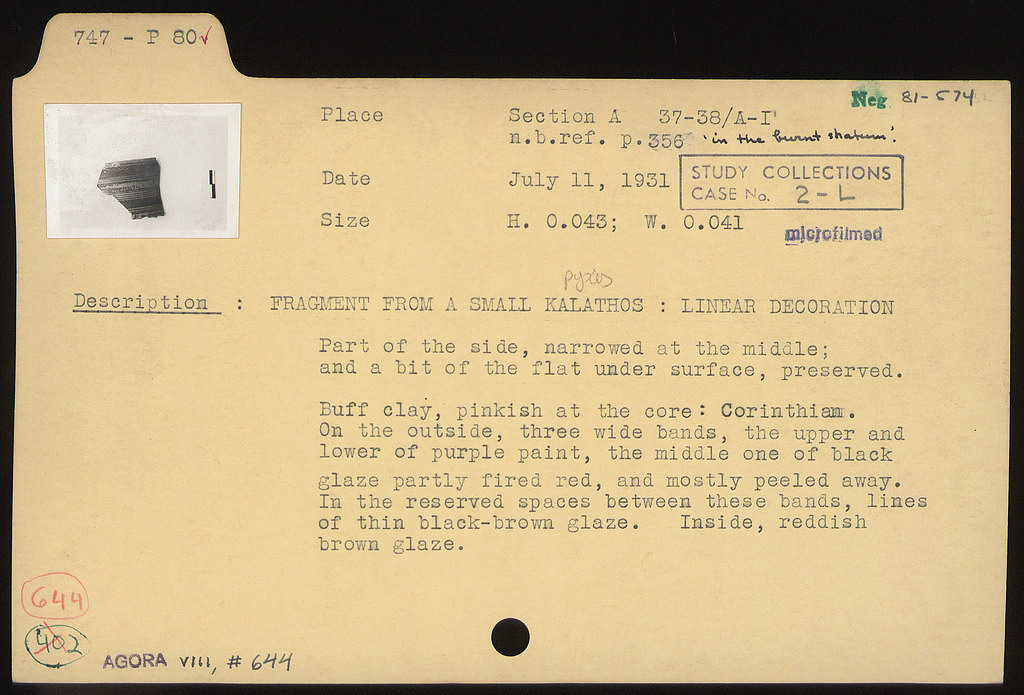 747 - P 80 ✓
Neg 81-574
Place Section A 37-38/A-I
n.b.ref. p.356 'in the burnt stratum'.
Date July 11, 1931
STUDY COLLECTIONS
CASE No. 2-L
Size H. 0.043; W. 0.041
microfilmed
pyxis
Description : FRAGMENT FROM A SMALL KALATHOS : LINEAR DECORATION
Part of the side, narrowed at the middle;
and a bit of the flat under surface, preserved.
Buff clay, pinkish at the core: Corinthian.
On the outside, three wide bands, the upper and
lower of purple paint, the middle one of black
glaze partly fired red, and mostly peeled away.
In the reserved spaces between these bands, lines
of thin black-brown glaze. Inside, reddish
brown glaze.
644
402
AGORA VIII, # 644